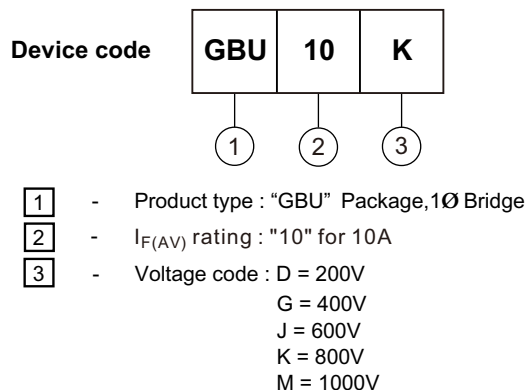 Device code GBU 10 K
1 2 3
1 - Product type : “GBU” Package,1Ø Bridge
2 - IF(AV) rating : "10" for 10A
3 - Voltage code : D = 200V
G = 400V
J = 600V
K = 800V
M = 1000V